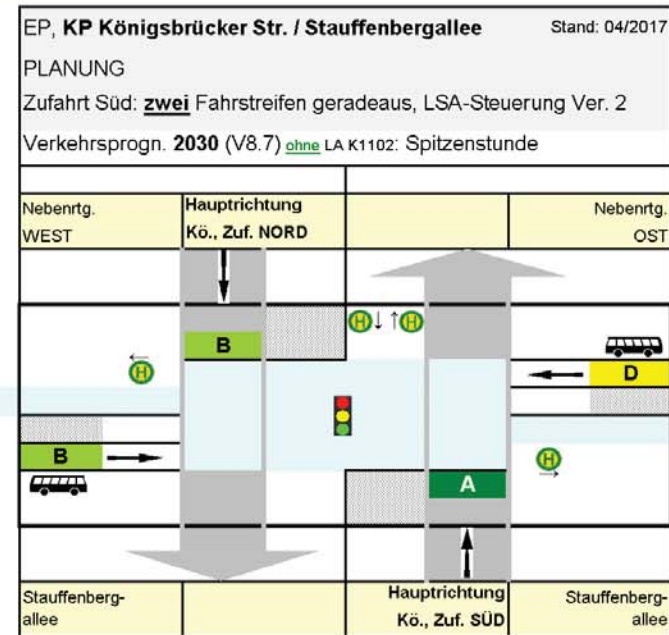 EP, KP Königsbrücker Str. / Stauffenbergallee Stand: 04/2017
PLANUNG
Zufahrt Süd: zwei Fahrstreifen geradeaus, LSA-Steuerung Ver. 2
Verkehrsprogn. 2030 (V8.7) ohne LA K1102: Spitzenstunde
Nebenrtg.
WEST
Hauptrichtung
Kö., Zuf. NORD
Nebenrtg.
OST
H H
B
H
D
B
H
A
Stauffenberg-
allee
Hauptrichtung
Kö., Zuf. SÜD
Stauffenberg-
allee